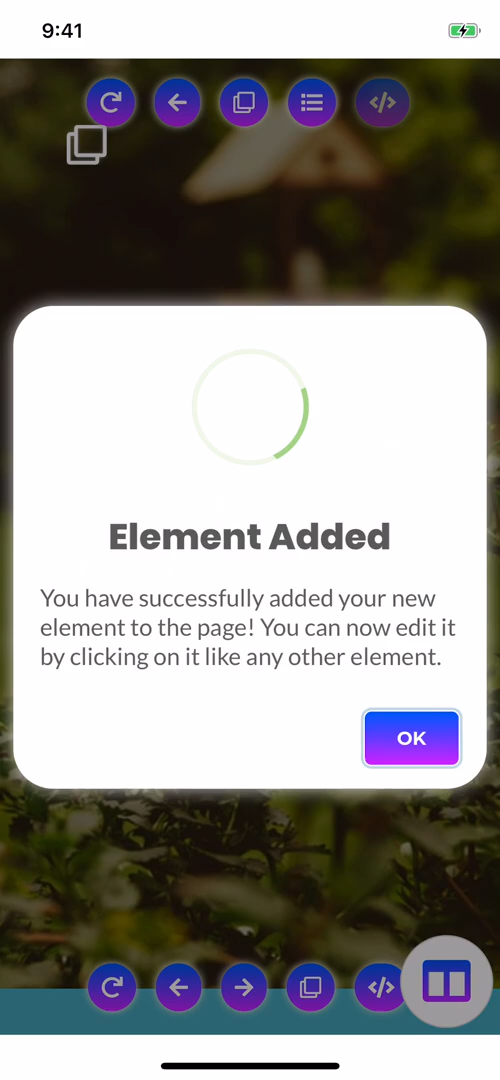 9:41
Element Added
You have successfully added your new
element to the page! You can now edit it
by clicking on it like any other element.
OK